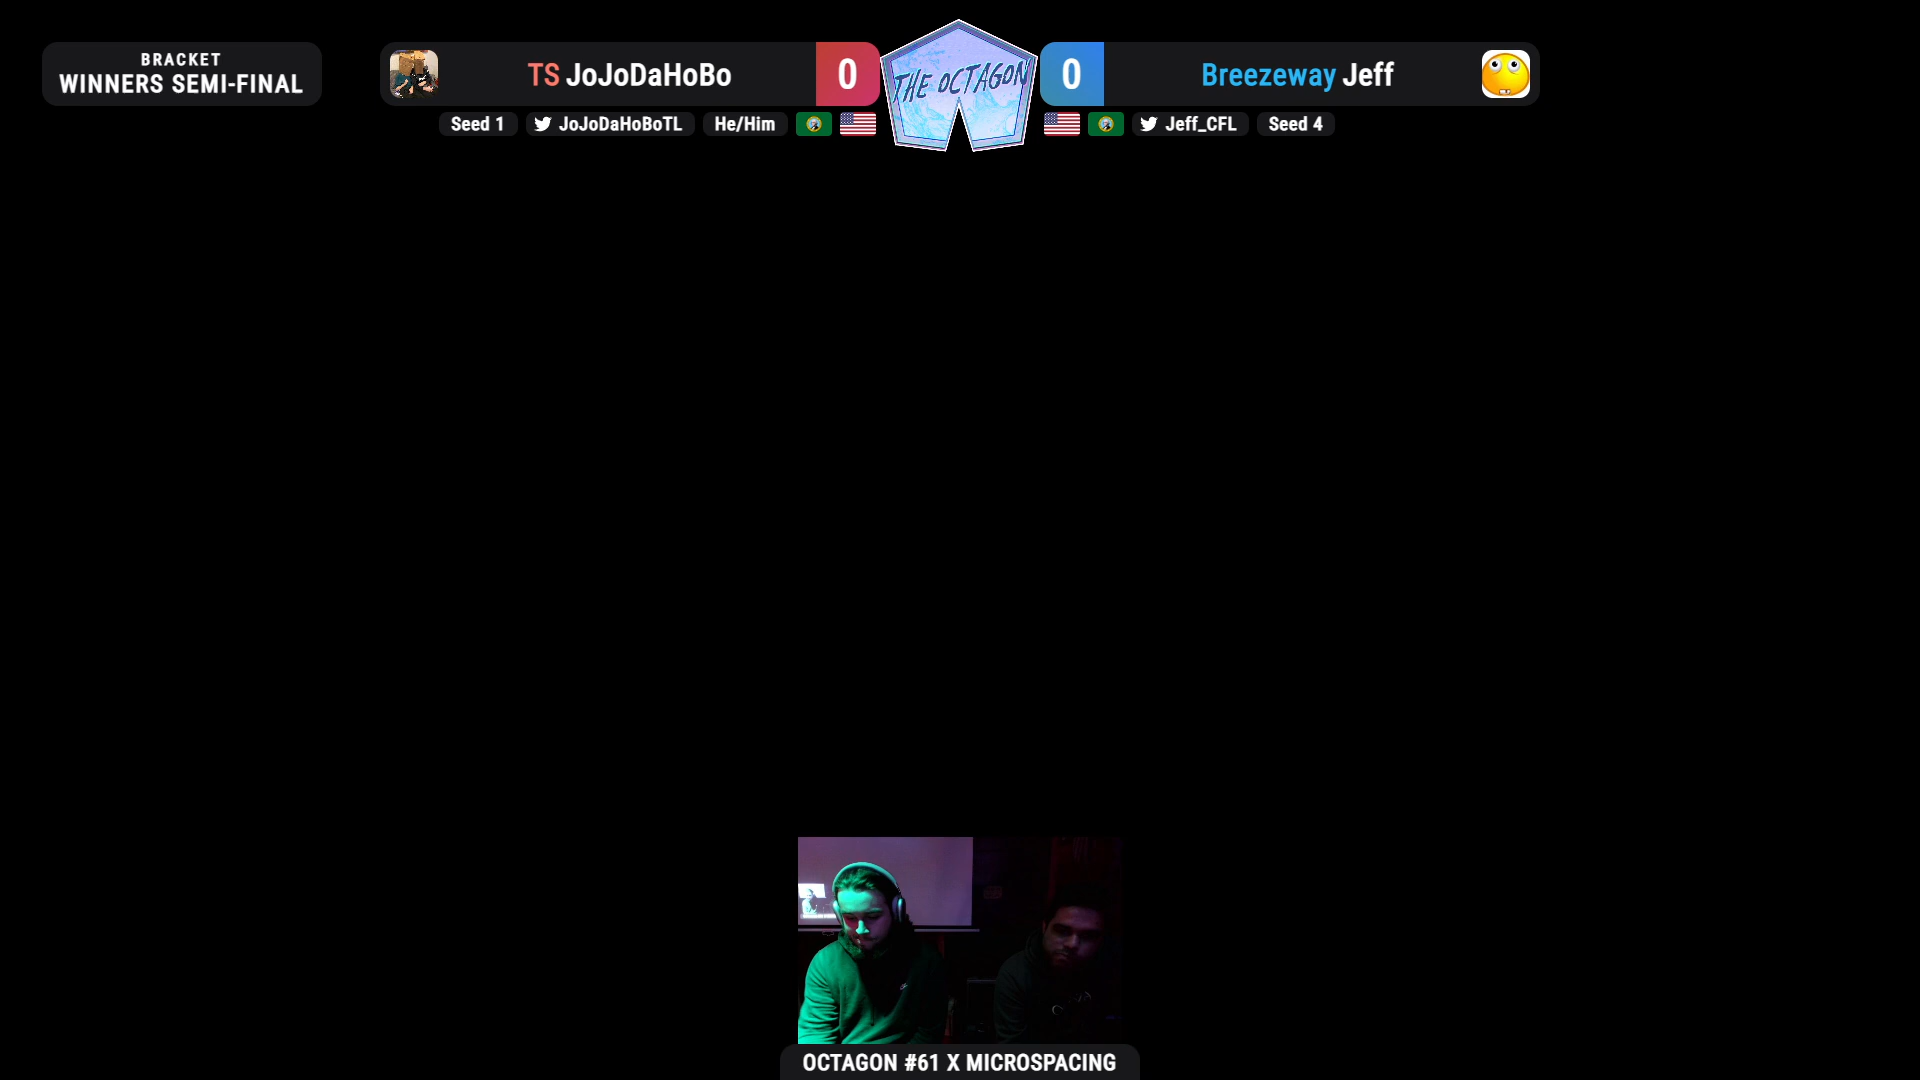 BRACKET
WINNERS SEMI-FINAL
TS JoJoDaHoBo 0
THE OCTAGON
0 Breezeway Jeff
Seed 1 JoJoDaHoBoTL He/Him
Jeff_CFL Seed 4
OCTAGON #61 X MICROSPACING